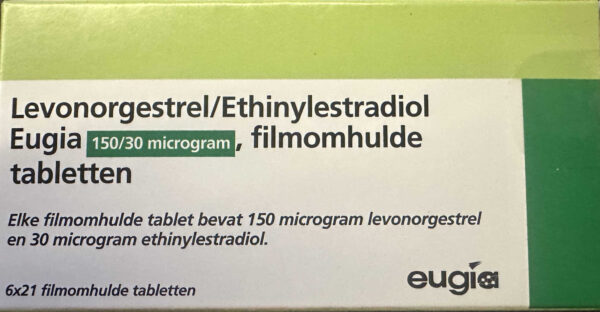 Levonorgestrel/Ethinylestradiol
Eugia 150/30 microgram, filmomhulde
tabletten
Elke filmomhulde tablet bevat 150 microgram levonorgestrel
en 30 microgram ethinylestradiol.
6x21 filmomhulde tabletten
eugia